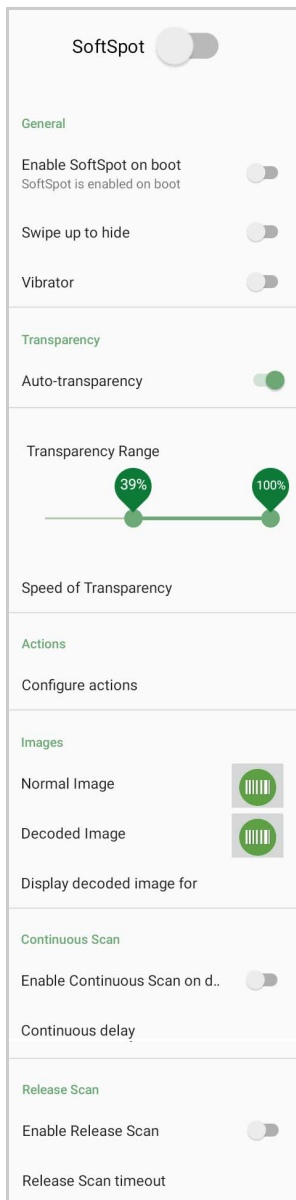 SoftSpot
General
Enable SoftSpot on boot
SoftSpot is enabled on boot
Swipe up to hide
Vibrator
Transparency
Auto-transparency
Transparency Range
39% 100%
Speed of Transparency
Actions
Configure actions
Images
Normal Image
Decoded Image
Display decoded image for
Continuous Scan
Enable Continuous Scan on d..
Continuous delay
Release Scan
Enable Release Scan
Release Scan timeout